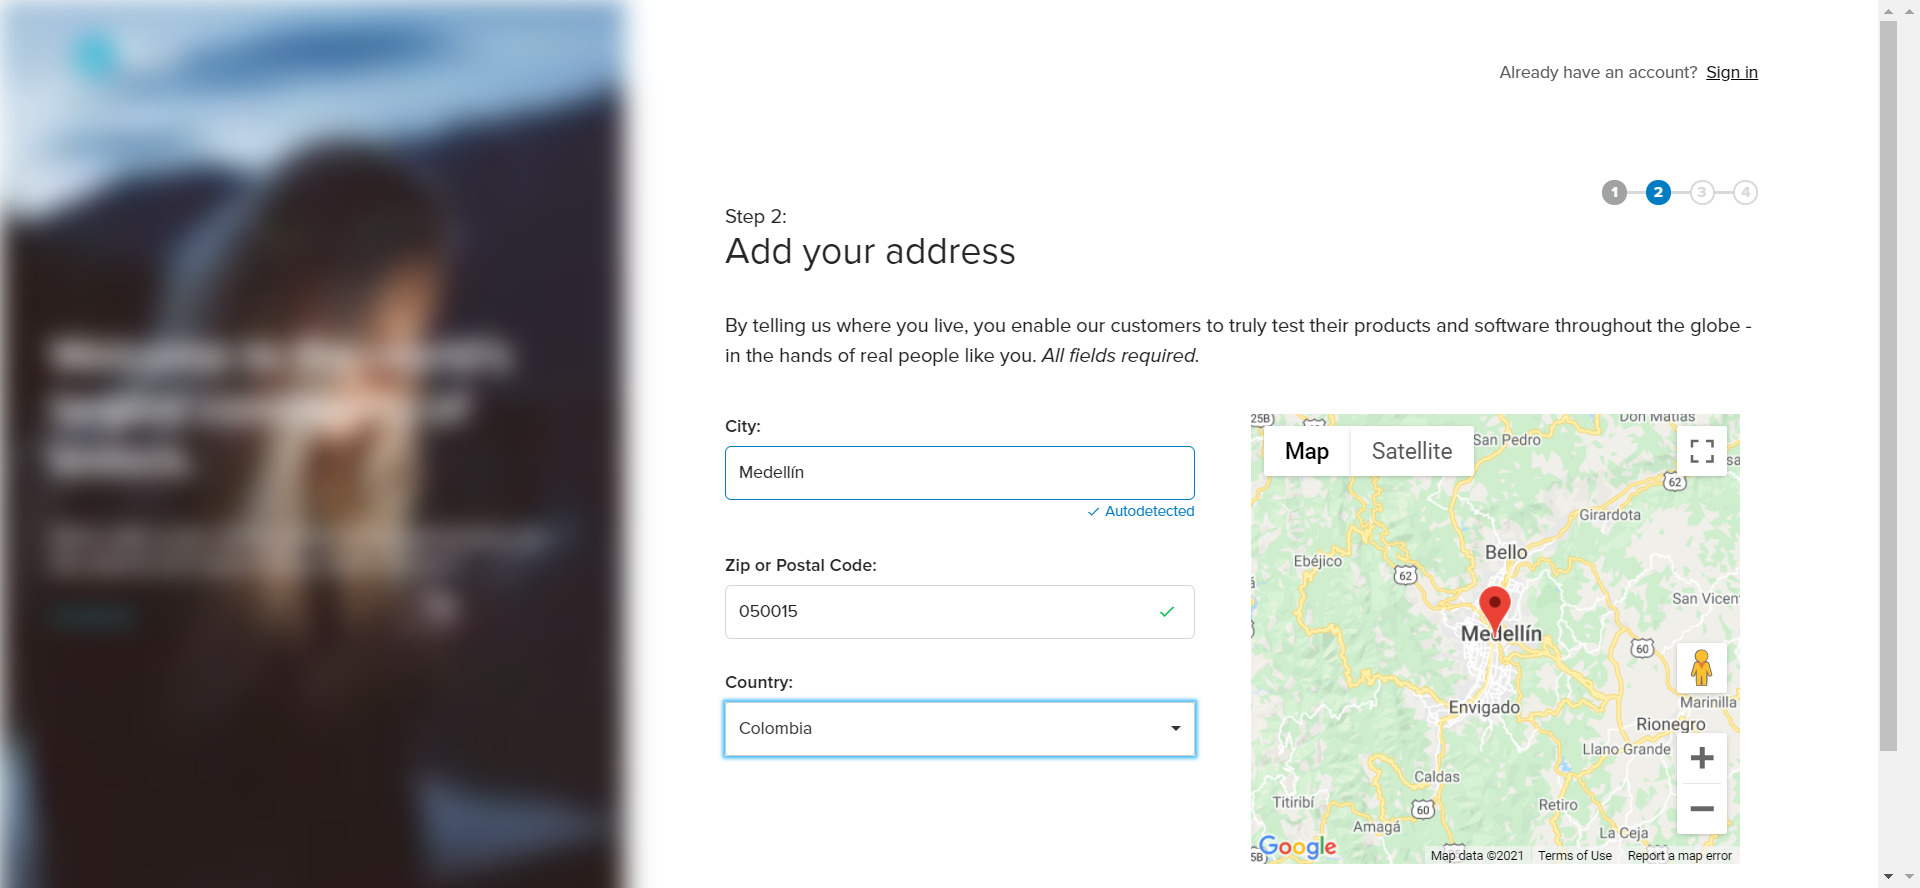 Already have an account? Sign in
1 2 3 4
Step 2:
Add your address
By telling us where you live, you enable our customers to truly test their products and software throughout the globe -
in the hands of real people like you. All fields required.
City:
Medellín
Autodetected
Zip or Postal Code:
050015
Country:
Colombia
25B
Don Matías
Map
Satellite
San Pedro
62
Girardota
Bello
Ebéjico
62
San Vicen
Medellín
60
Envigado
Marinilla
Rionegro
Llano Grande
Caldas
Titiribí
60
Retiro
Amagá
La Ceja
Google
Map data ©2021
Terms of Use
Report a map error